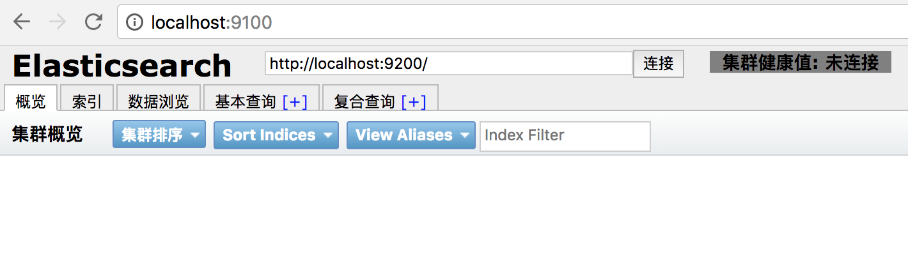 localhost:9100
Elasticsearch http://localhost:9200/ 连接 集群健康值: 未连接
概览 索引 数据浏览 基本查询 [+] 复合查询 [+]
集群概览 集群排序 Sort Indices View Aliases Index Filter